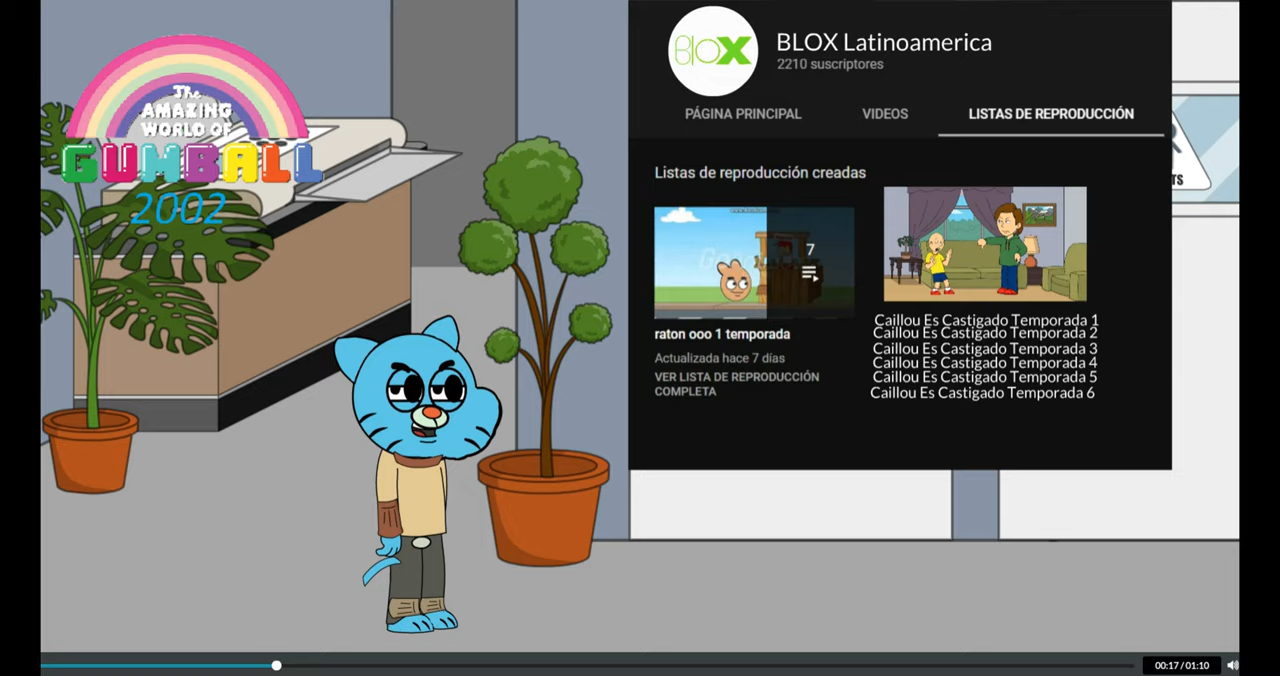 The
AMAZING
WORLD OF
GUMBALL
2002
BloX
BLOX Latinoamerica
2210 suscriptores
PÁGINA PRINCIPAL VIDEOS LISTAS DE REPRODUCCIÓN
Listas de reproducción creadas
7
raton ooo 1 temporada
Actualizada hace 7 días
VER LISTA DE REPRODUCCIÓN
COMPLETA
Caillou Es Castigado Temporada 1
Caillou Es Castigado Temporada 2
Caillou Es Castigado Temporada 3
Caillou Es Castigado Temporada 4
Caillou Es Castigado Temporada 5
Caillou Es Castigado Temporada 6
TS
00:17 / 01:10